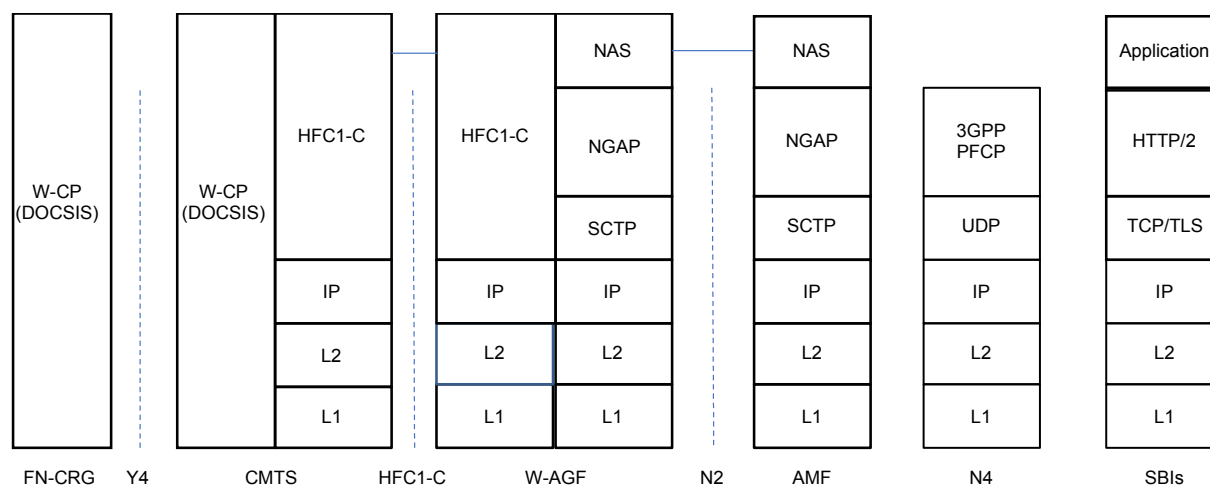 NAS
NAS
Application
HFC1-C
HFC1-C
NGAP
NGAP
3GPP
PFCP
HTTP/2
W-CP
(DOCSIS)
W-CP
(DOCSIS)
SCTP
SCTP
UDP
TCP/TLS
IP
IP
IP
IP
IP
IP
L2
L2
L2
L2
L2
L2
L1
L1
L1
L1
L1
L1
FN-CRG
Y4
CMTS
HFC1-C
W-AGF
N2
AMF
N4
SBIs